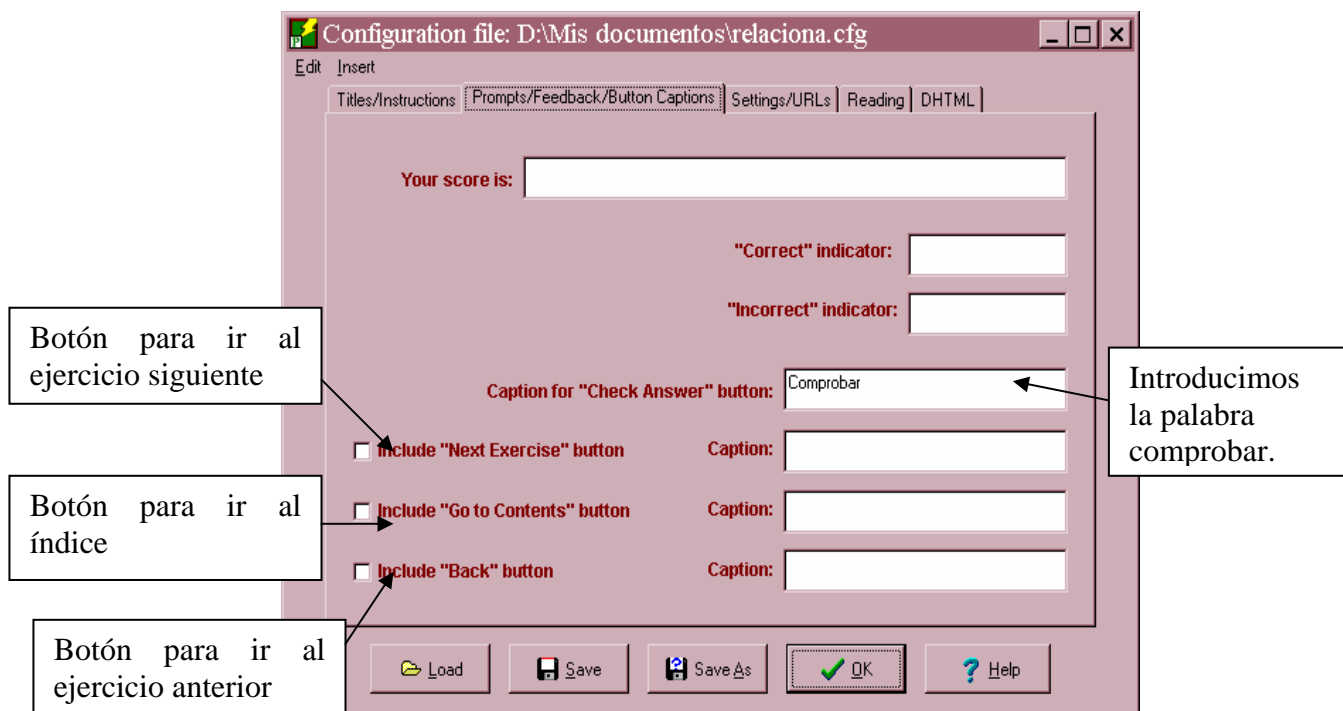 Configuration file: D:\Mis documentos\relaciona.cfg
Edit Insert
Titles/Instructions Prompts/Feedback/Button Captions Settings/URLs Reading DHTML
Your score is:
"Correct" indicator:
"Incorrect" indicator:
Botón para ir al
ejercicio siguiente
Caption for "Check Answer" button: Comprobar
Introducimos
la palabra
comprobar.
Include "Next Exercise" button Caption:
Botón para ir al
índice
Include "Go to Contents" button Caption:
Include "Back" button Caption:
Botón para ir al
ejercicio anterior
Load Save Save As OK Help